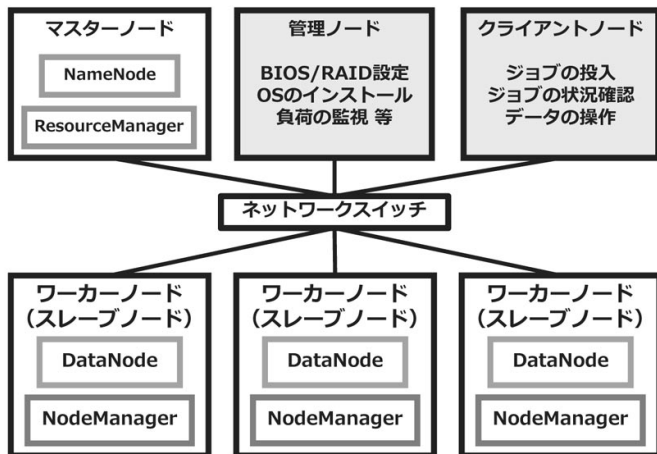 マスターノード
NameNode
ResourceManager
管理ノード
BIOS/RAID設定
OSのインストール
負荷の監視 等
クライアントノード
ジョブの投入
ジョブの状況確認
データの操作
ネットワークスイッチ
ワーカーノード
（スレーブノード）
DataNode
NodeManager
ワーカーノード
（スレーブノード）
DataNode
NodeManager
ワーカーノード
（スレーブノード）
DataNode
NodeManager